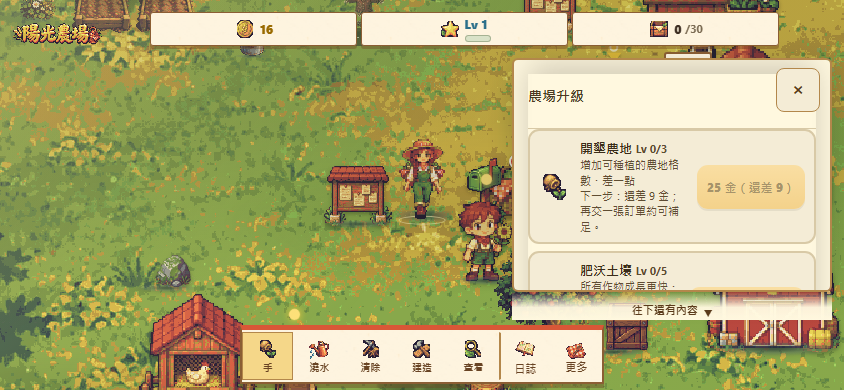 陽光農場
16
Lv 1
0 /30
農場升級
×
開墾農地 Lv 0/3
增加可種植的農地格
數・差一點
下一步：還差 9 金；
再交一張訂單約可補
足。
25 金（還差 9）
肥沃土壤 Lv 0/5
所有作物成長更快・
往下還有內容 ▼
手
澆水
清除
建造
查看
日誌
更多